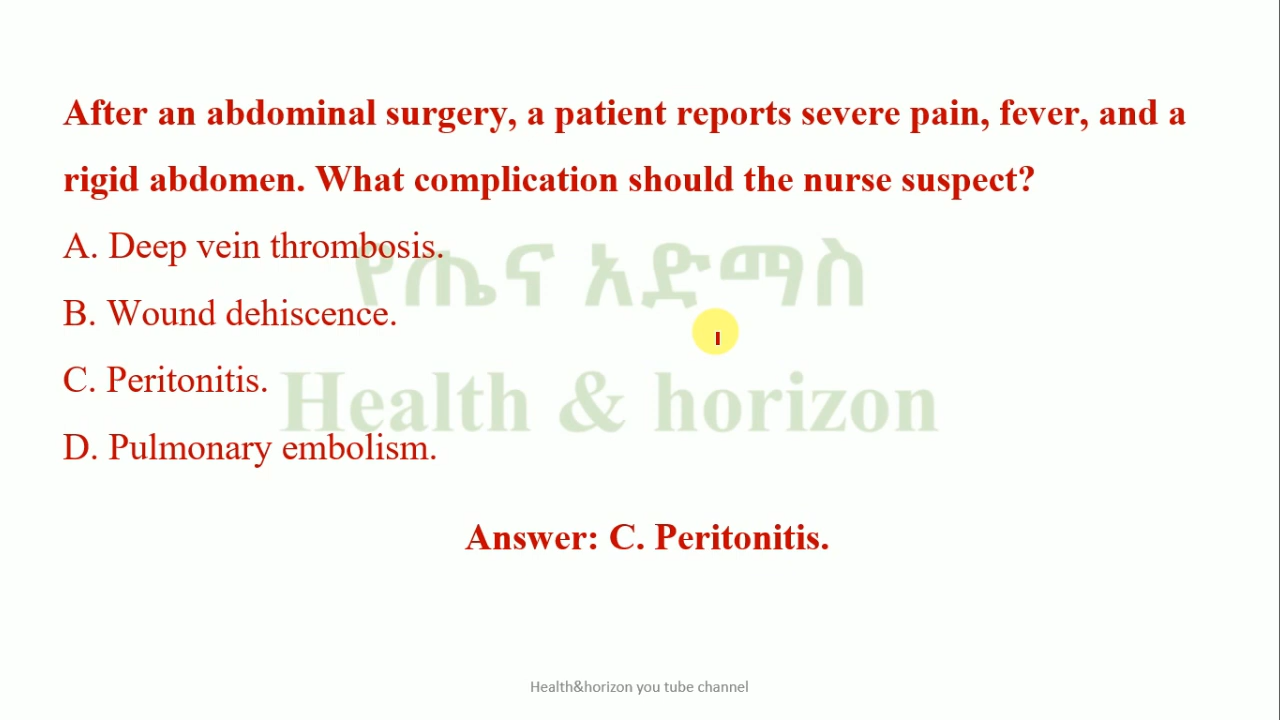 After an abdominal surgery, a patient reports severe pain, fever, and a
rigid abdomen. What complication should the nurse suspect?
A. Deep vein thrombosis.
የጤና አድማስ
B. Wound dehiscence.
C. Peritonitis.
Health & horizon
D. Pulmonary embolism.
Answer: C. Peritonitis.
Health&horizon you tube channel